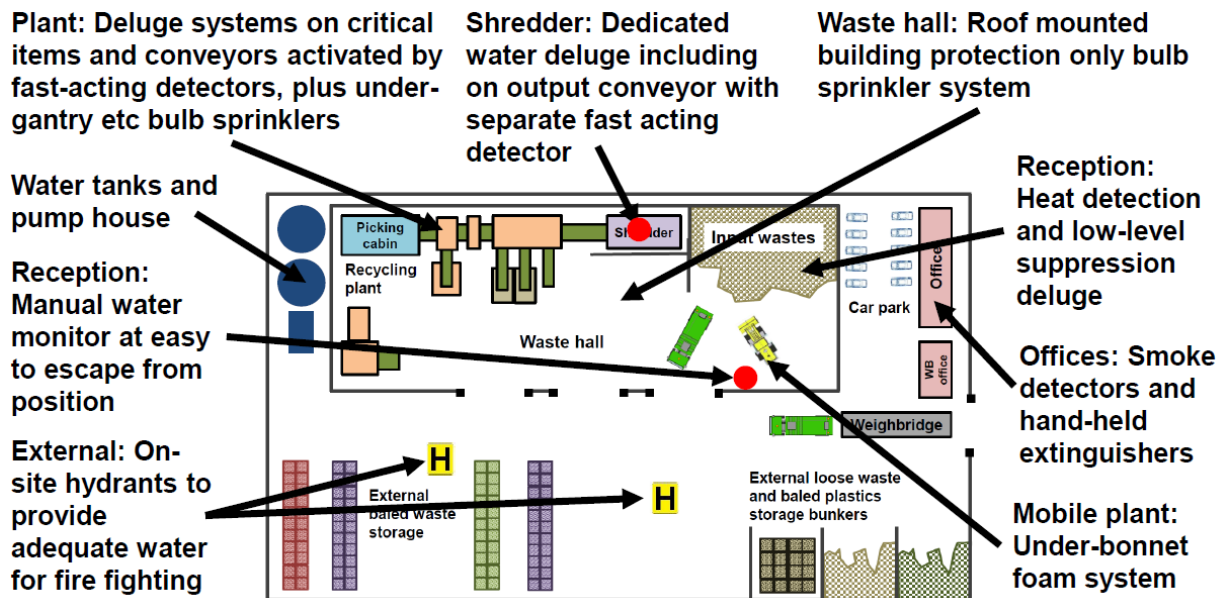 Plant: Deluge systems on critical
items and conveyors activated by
fast-acting detectors, plus under-
gantry etc bulb sprinklers
Shredder: Dedicated
water deluge including
on output conveyor with
separate fast acting
detector
Waste hall: Roof mounted
building protection only bulb
sprinkler system
Water tanks and
pump house
Reception:
Manual water
monitor at easy
to escape from
position
External: On-
site hydrants to
provide
adequate water
for fire fighting
Picking
cabin
Recycling
plant
Shredder
Input wastes
Waste hall
Car park
Office
WB
office
Weighbridge
H
H
External
baled waste
storage
External loose waste
and baled plastics
storage bunkers
Reception:
Heat detection
and low-level
suppression
deluge
Offices: Smoke
detectors and
hand-held
extinguishers
Mobile plant:
Under-bonnet
foam system